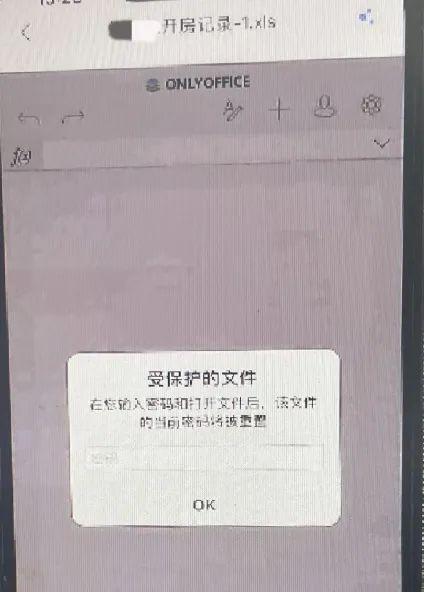 开房记录-1.xls
ONLYOFFICE
f(x)
受保护的文件
在您输入密码和打开文件后，该文件
的当前密码将被重置
密码
OK